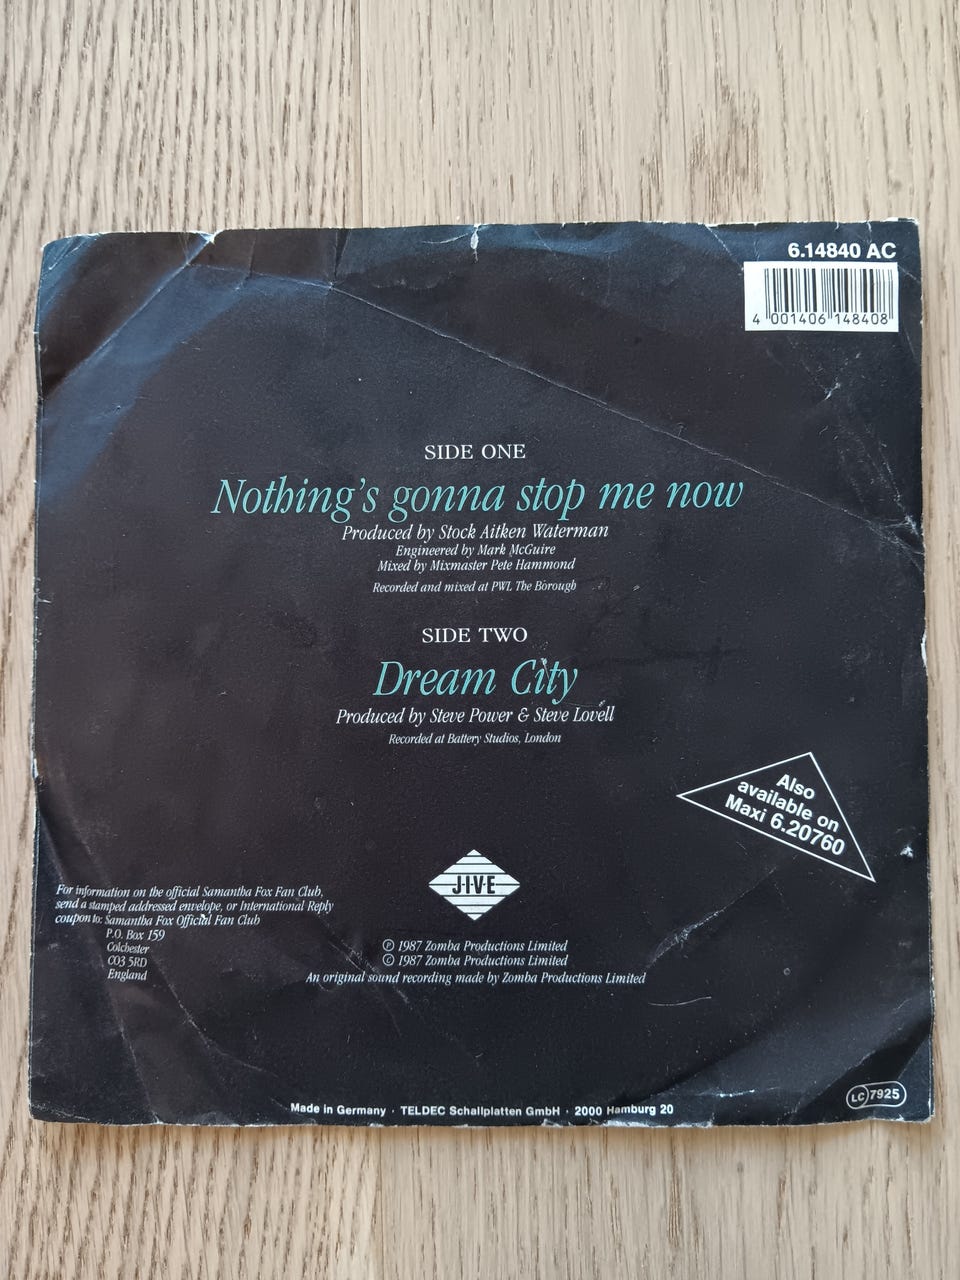 6.14840 AC
4 001406 148408
SIDE ONE
Nothing's gonna stop me now
Produced by Stock Aitken Waterman
Engineered by Mark McGuire
Mixed by Mixmaster Pete Hammond
Recorded and mixed at PWL The Borough
SIDE TWO
Dream City
Produced by Steve Power & Steve Lovell
Recorded at Battery Studios, London
Also
available on
Maxi 6.20760
J·I·V·E
For information on the official Samantha Fox Fan Club,
send a stamped addressed envelope, or International Reply
coupon to: Samantha Fox Official Fan Club
P.O. Box 159
Colchester
CO3 5RD
England
℗ 1987 Zomba Productions Limited
© 1987 Zomba Productions Limited
An original sound recording made by Zomba Productions Limited
Made in Germany · TELDEC Schallplatten GmbH · 2000 Hamburg 20
LC 7925